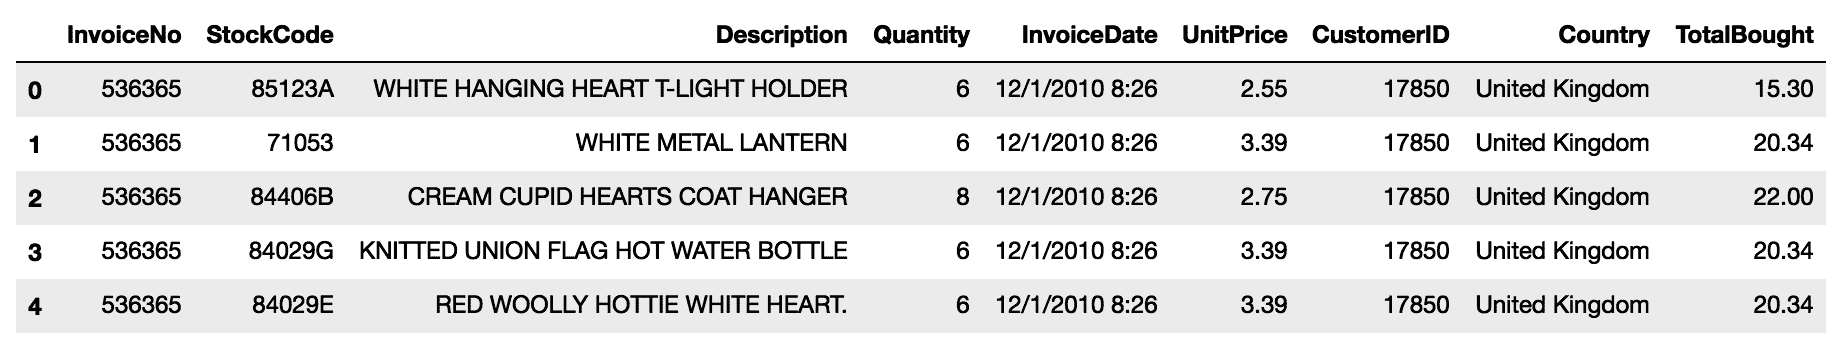 InvoiceNo StockCode Description Quantity InvoiceDate UnitPrice CustomerID Country TotalBought
0 536365 85123A WHITE HANGING HEART T-LIGHT HOLDER 6 12/1/2010 8:26 2.55 17850 United Kingdom 15.30
1 536365 71053 WHITE METAL LANTERN 6 12/1/2010 8:26 3.39 17850 United Kingdom 20.34
2 536365 84406B CREAM CUPID HEARTS COAT HANGER 8 12/1/2010 8:26 2.75 17850 United Kingdom 22.00
3 536365 84029G KNITTED UNION FLAG HOT WATER BOTTLE 6 12/1/2010 8:26 3.39 17850 United Kingdom 20.34
4 536365 84029E RED WOOLLY HOTTIE WHITE HEART. 6 12/1/2010 8:26 3.39 17850 United Kingdom 20.34